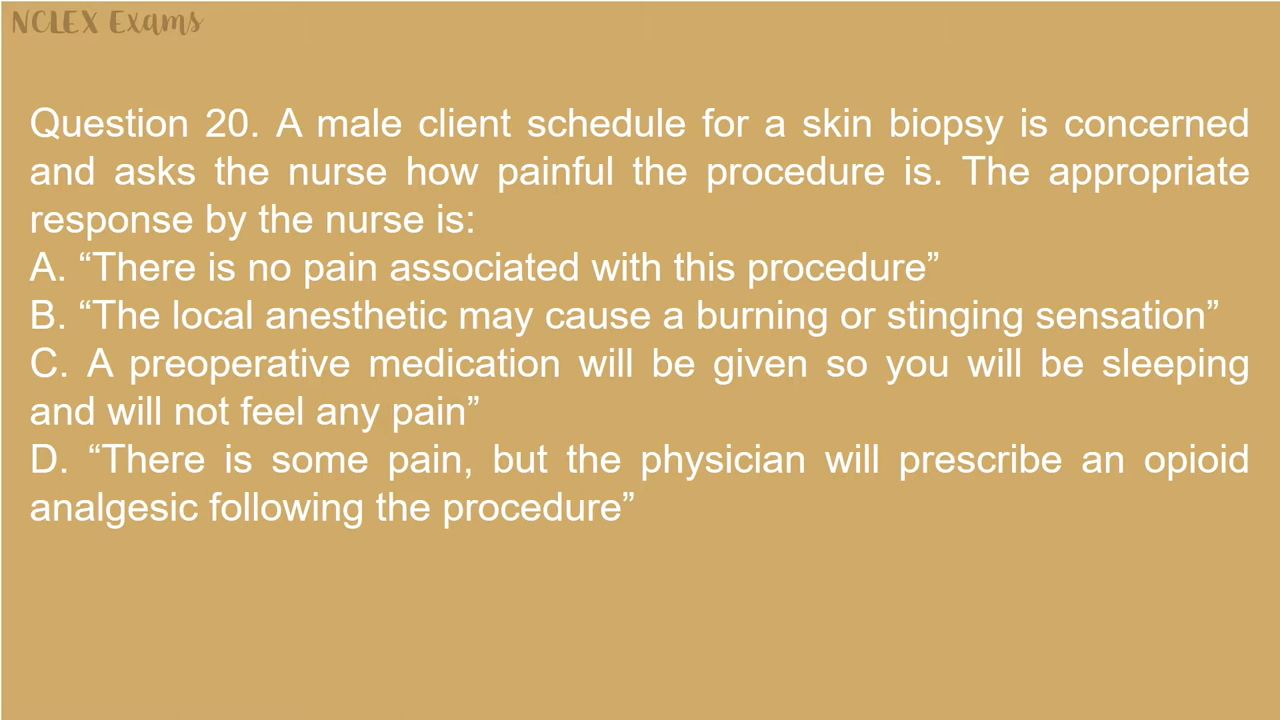 NCLEX Exams
Question 20. A male client schedule for a skin biopsy is concerned
and asks the nurse how painful the procedure is. The appropriate
response by the nurse is:
A. “There is no pain associated with this procedure”
B. “The local anesthetic may cause a burning or stinging sensation”
C. A preoperative medication will be given so you will be sleeping
and will not feel any pain”
D. “There is some pain, but the physician will prescribe an opioid
analgesic following the procedure”